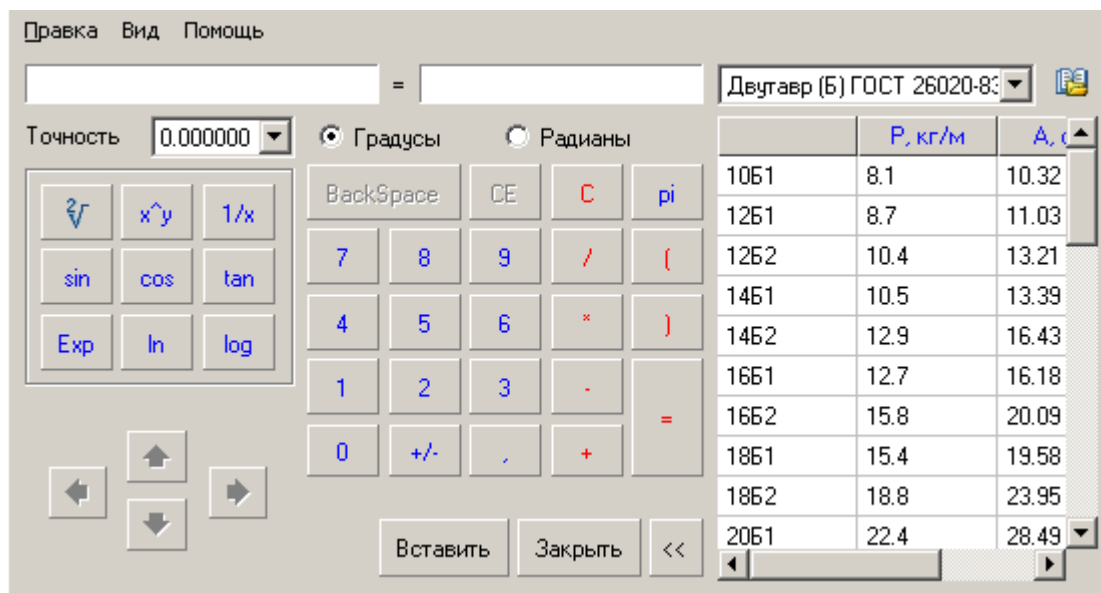 Правка Вид Помощь
= Двутавр (Б) ГОСТ 26020-83
Точность 0.000000 Градусы Радианы
P, кг/м A,
BackSpace CE C pi
√ x^y 1/x
7 8 9 / (
sin cos tan
4 5 6 * )
Exp ln log
1 2 3 -
=
0 +/- , +
Вставить Закрыть <<
10Б1 8.1 10.32
12Б1 8.7 11.03
12Б2 10.4 13.21
14Б1 10.5 13.39
14Б2 12.9 16.43
16Б1 12.7 16.18
16Б2 15.8 20.09
18Б1 15.4 19.58
18Б2 18.8 23.95
20Б1 22.4 28.49